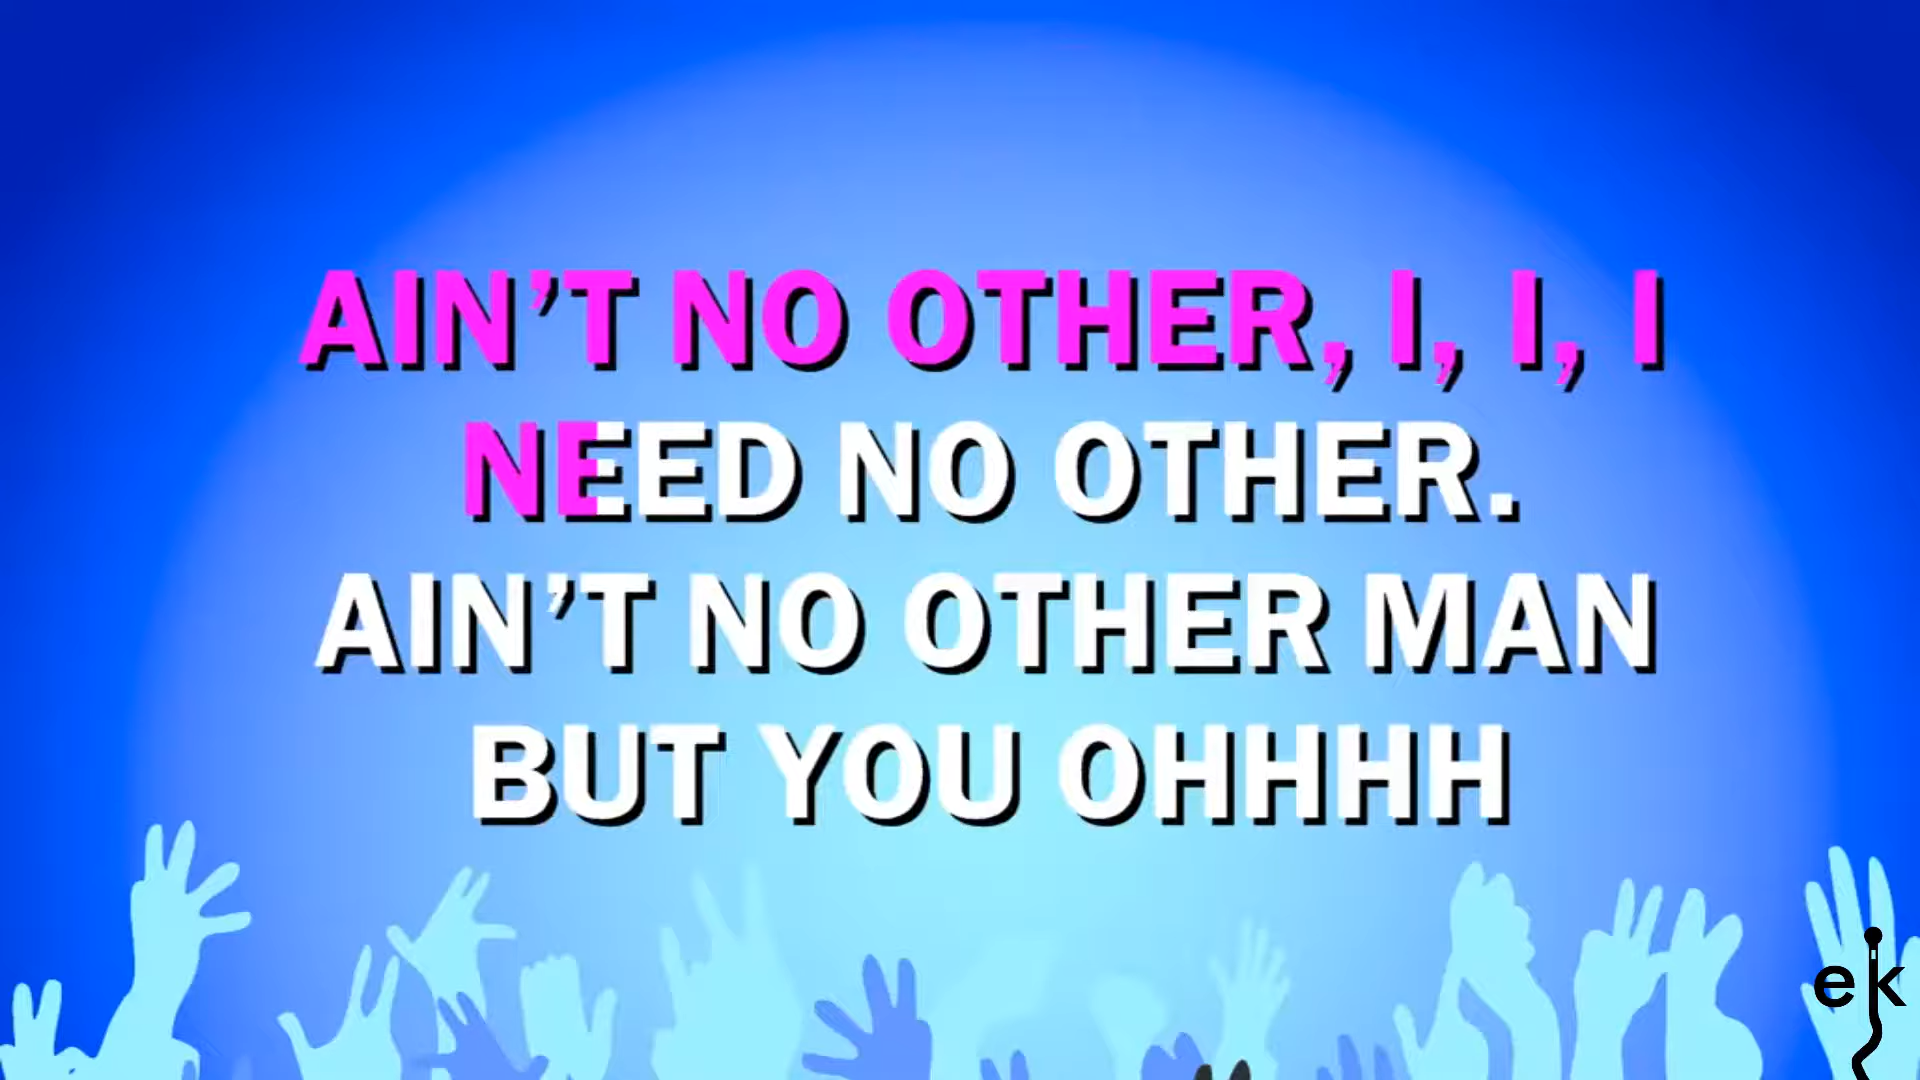 AIN’T NO OTHER, I, I, I
NEED NO OTHER.
AIN’T NO OTHER MAN
BUT YOU OHHHH
ek